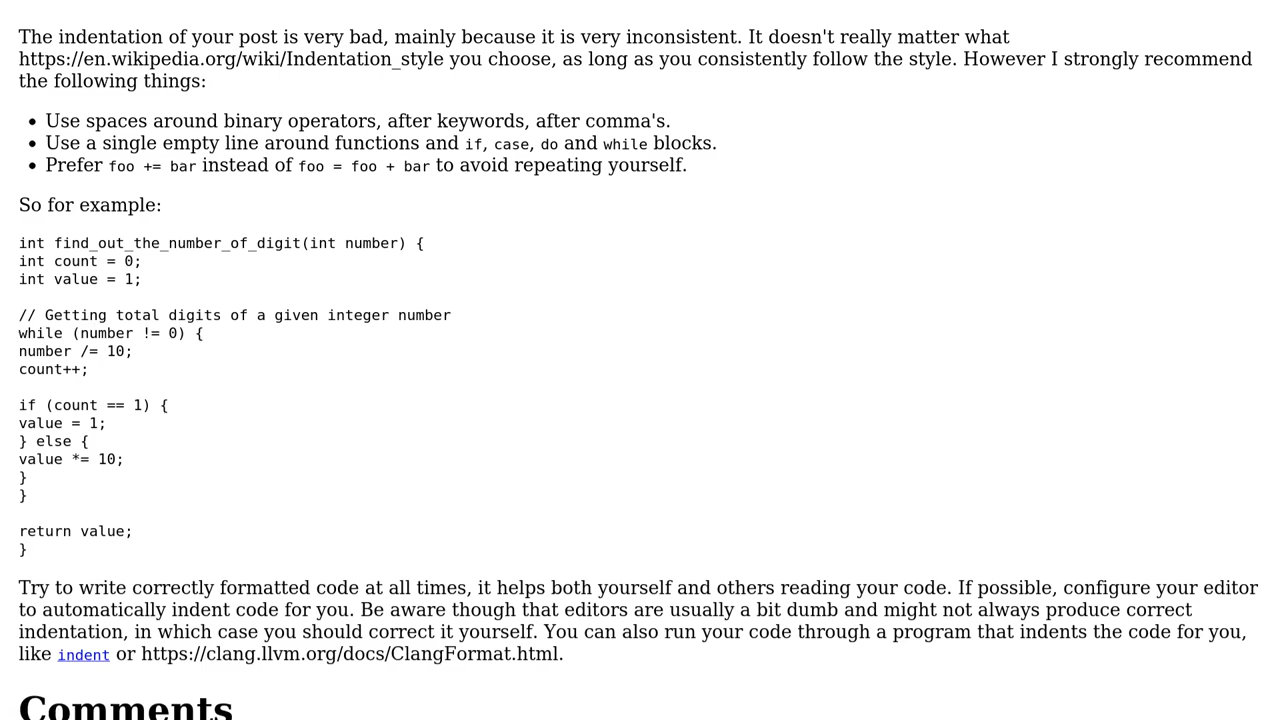 The indentation of your post is very bad, mainly because it is very inconsistent. It doesn't really matter what
https://en.wikipedia.org/wiki/Indentation_style you choose, as long as you consistently follow the style. However I strongly recommend
the following things:
• Use spaces around binary operators, after keywords, after comma's.
• Use a single empty line around functions and if, case, do and while blocks.
• Prefer foo += bar instead of foo = foo + bar to avoid repeating yourself.
So for example:
int find_out_the_number_of_digit(int number) {
int count = 0;
int value = 1;
// Getting total digits of a given integer number
while (number != 0) {
number /= 10;
count++;
if (count == 1) {
value = 1;
} else {
value *= 10;
}
}
return value;
}
Try to write correctly formatted code at all times, it helps both yourself and others reading your code. If possible, configure your editor
to automatically indent code for you. Be aware though that editors are usually a bit dumb and might not always produce correct
indentation, in which case you should correct it yourself. You can also run your code through a program that indents the code for you,
like indent or https://clang.llvm.org/docs/ClangFormat.html.
Comments